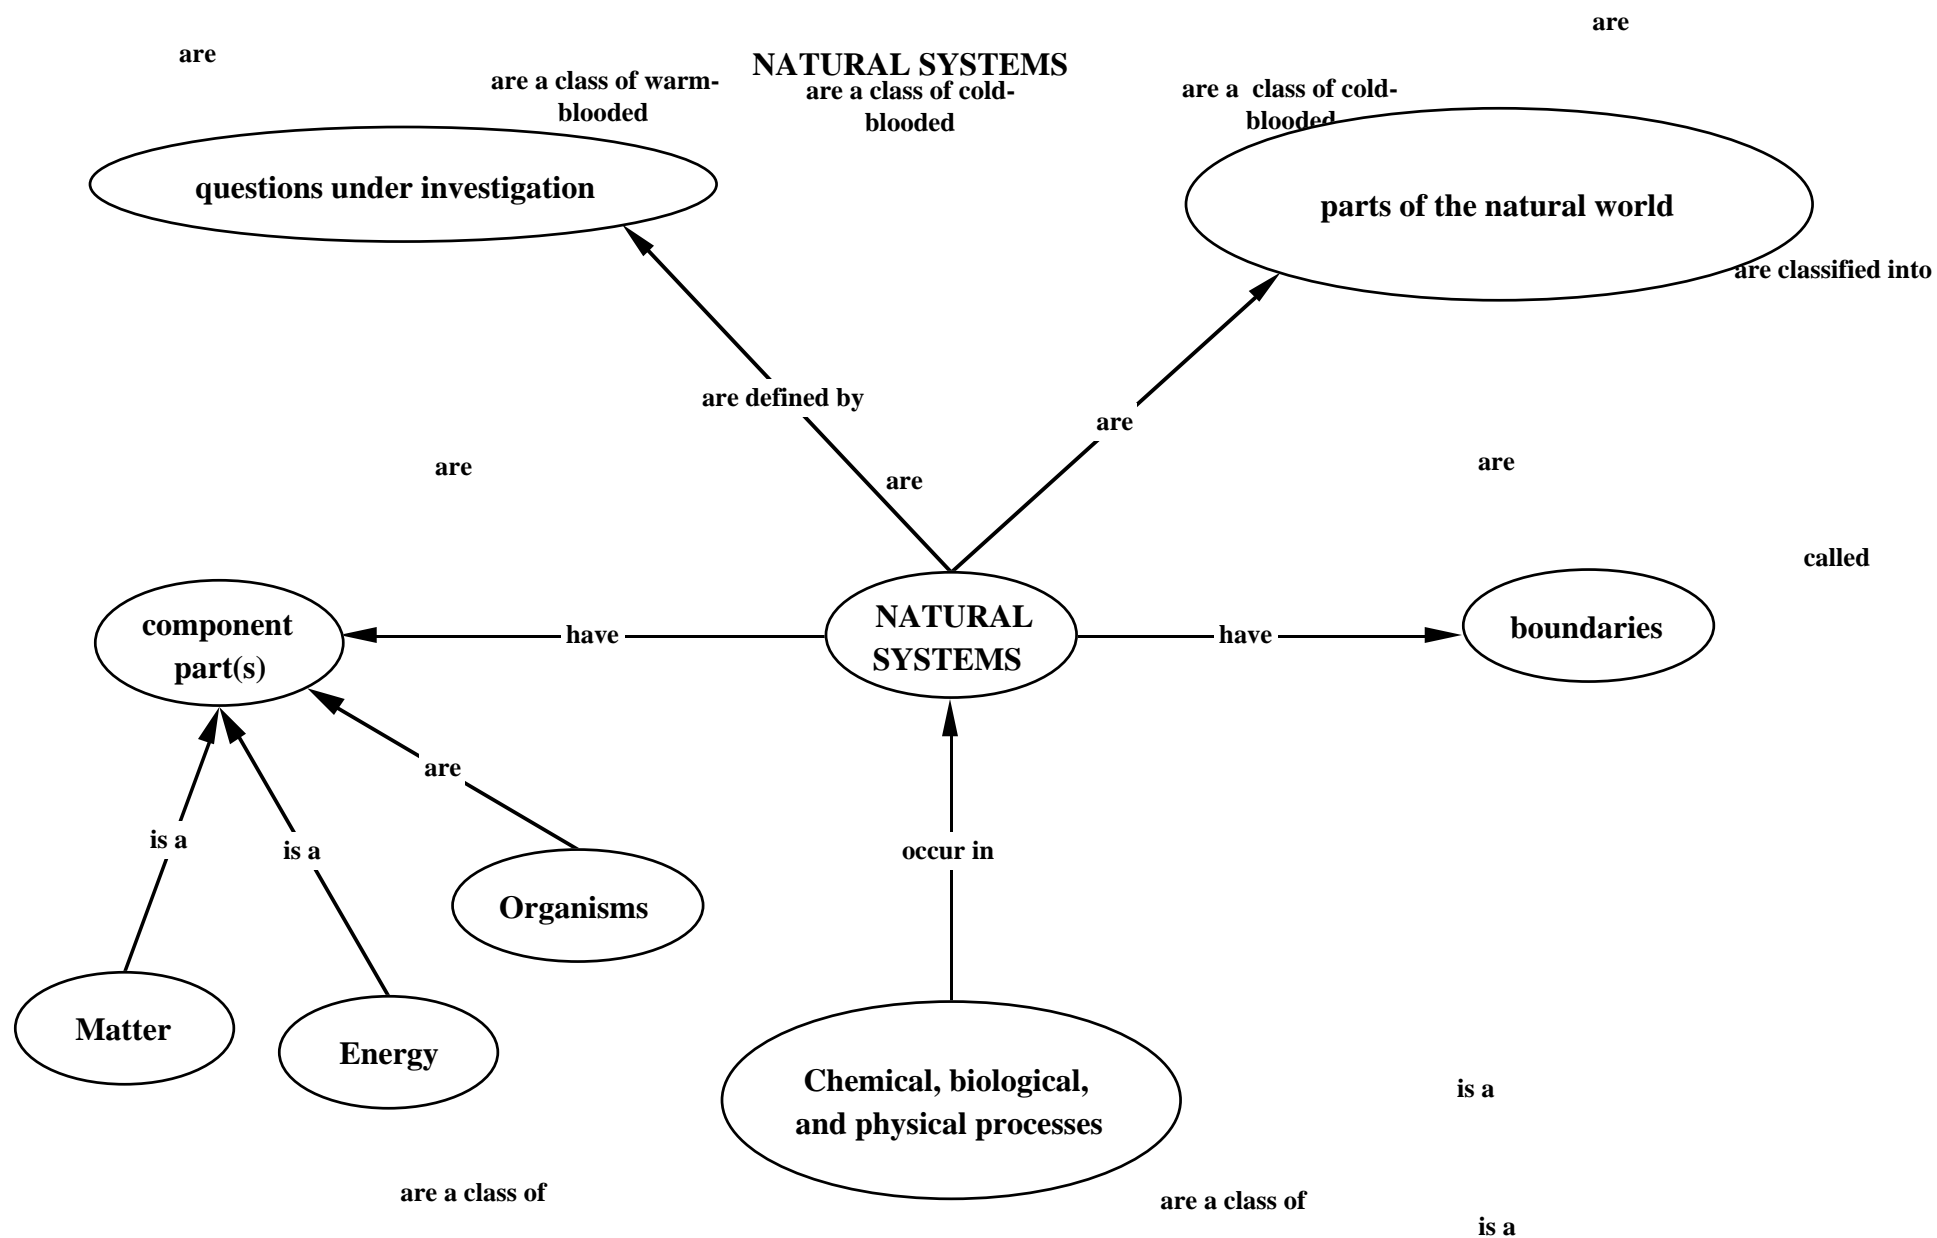 are
are
NATURAL SYSTEMS
are a class of warm-
blooded
are a class of cold-
blooded
are a  class of cold-
blooded
questions under investigation
parts of the natural world
are classified into
are defined by
are
are
are
are
called
component
part(s)
have
NATURAL
SYSTEMS
have
boundaries
are
is a
is a
occur in
Organisms
Matter
Energy
Chemical, biological,
and physical processes
is a
are a class of
are a class of
is a